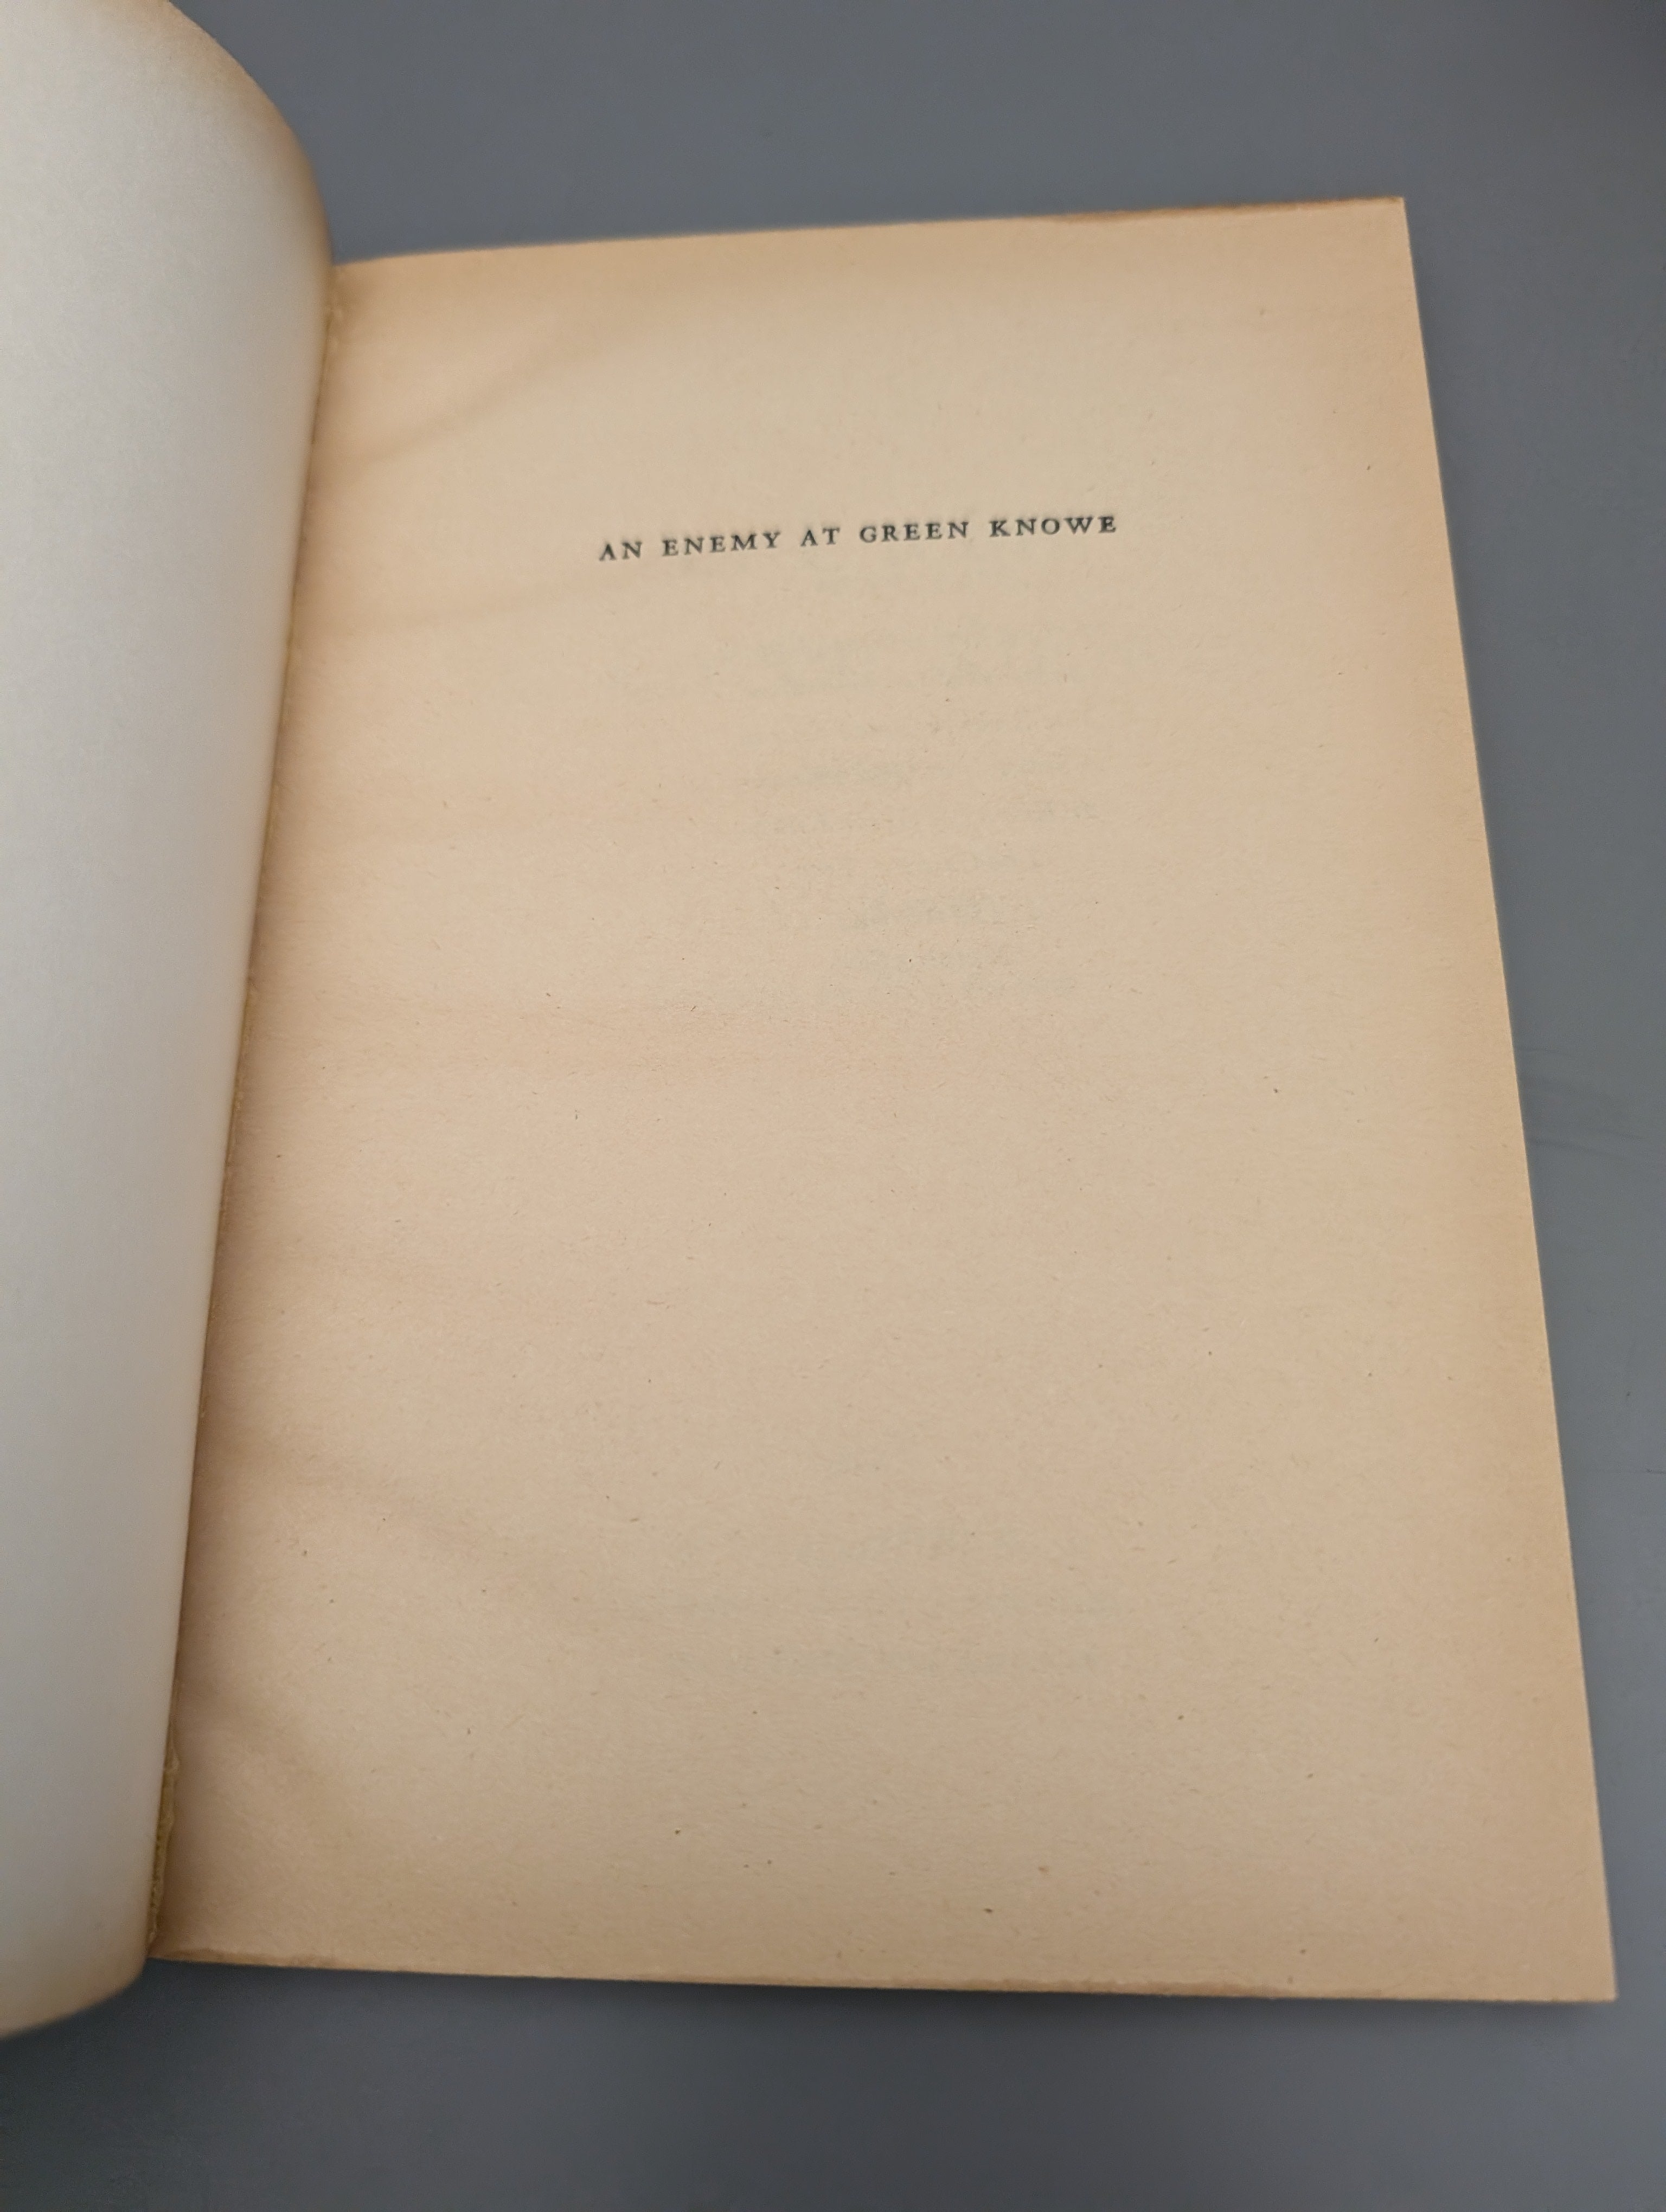 AN ENEMY AT GREEN KNOWE